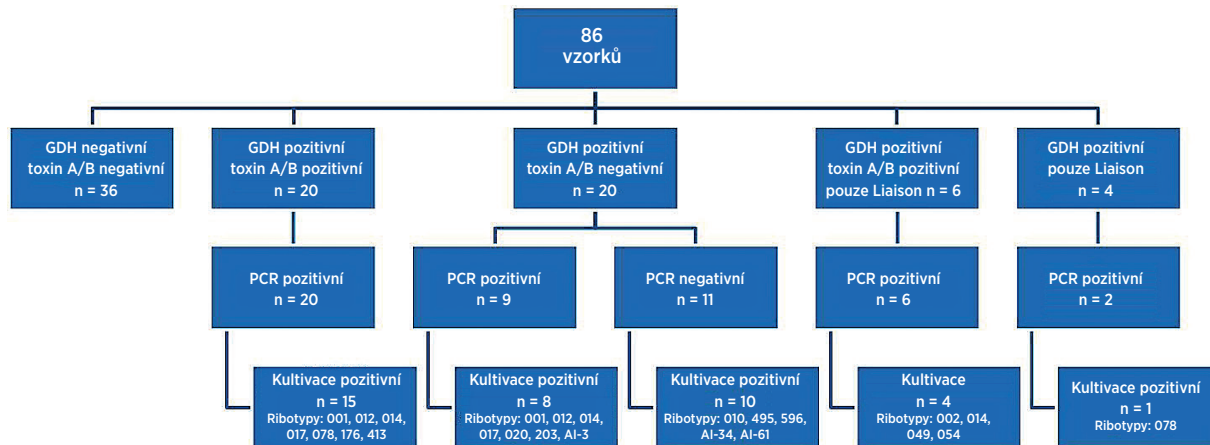 86
vzorků
GDH negativní
toxin A/B negativní
n = 36
GDH pozitivní
toxin A/B pozitivní
n = 20
GDH pozitivní
toxin A/B negativní
n = 20
GDH pozitivní
toxin A/B pozitivní
pouze Liaison n = 6
GDH pozitivní
pouze Liaison
n = 4
PCR pozitivní
n = 20
PCR pozitivní
n = 9
PCR negativní
n = 11
PCR pozitivní
n = 6
PCR pozitivní
n = 2
Kultivace pozitivní
n = 15
Ribotypy: 001, 012, 014,
017, 078, 176, 413
Kultivace pozitivní
n = 8
Ribotypy: 001, 012, 014,
017, 020, 203, AI-3
Kultivace pozitivní
n = 10
Ribotypy: 010, 495, 596,
AI-34, AI-61
Kultivace
n = 4
Ribotypy: 002, 014,
049, 054
Kultivace pozitivní
n = 1
Ribotypy: 078